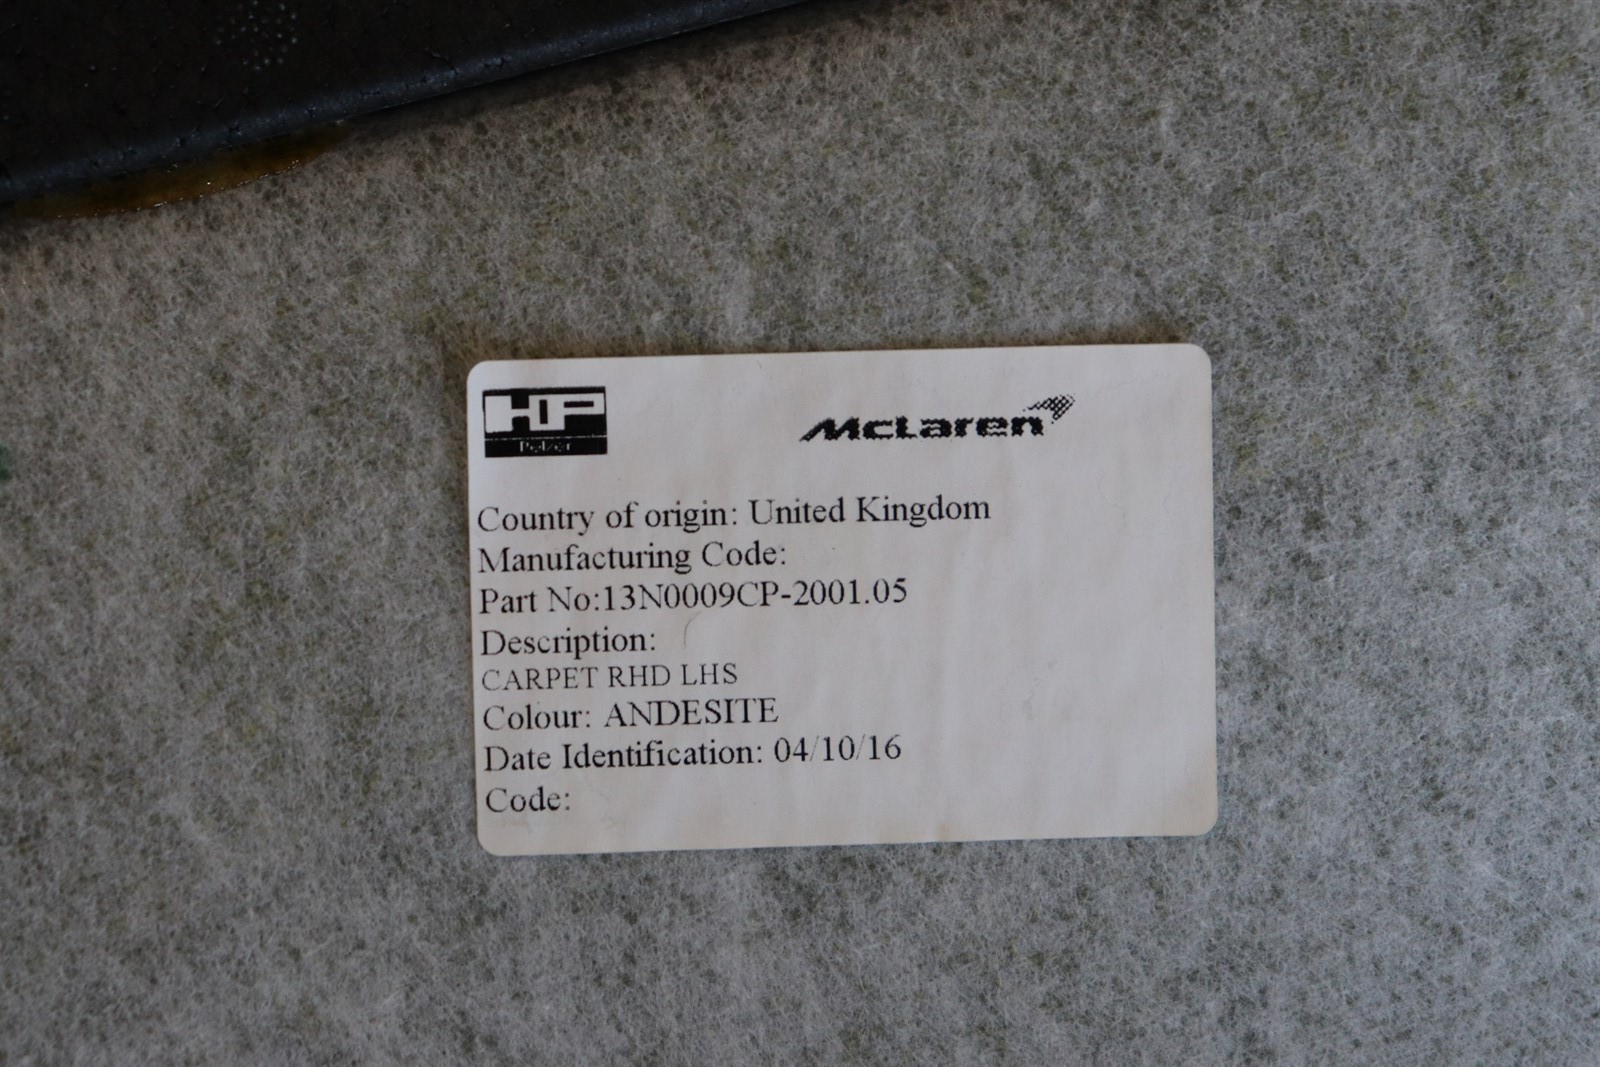 HP
McLaren
Country of origin: United Kingdom
Manufacturing Code:
Part No:13N0009CP-2001.05
Description:
CARPET RHD LHS
Colour: ANDESITE
Date Identification: 04/10/16
Code: